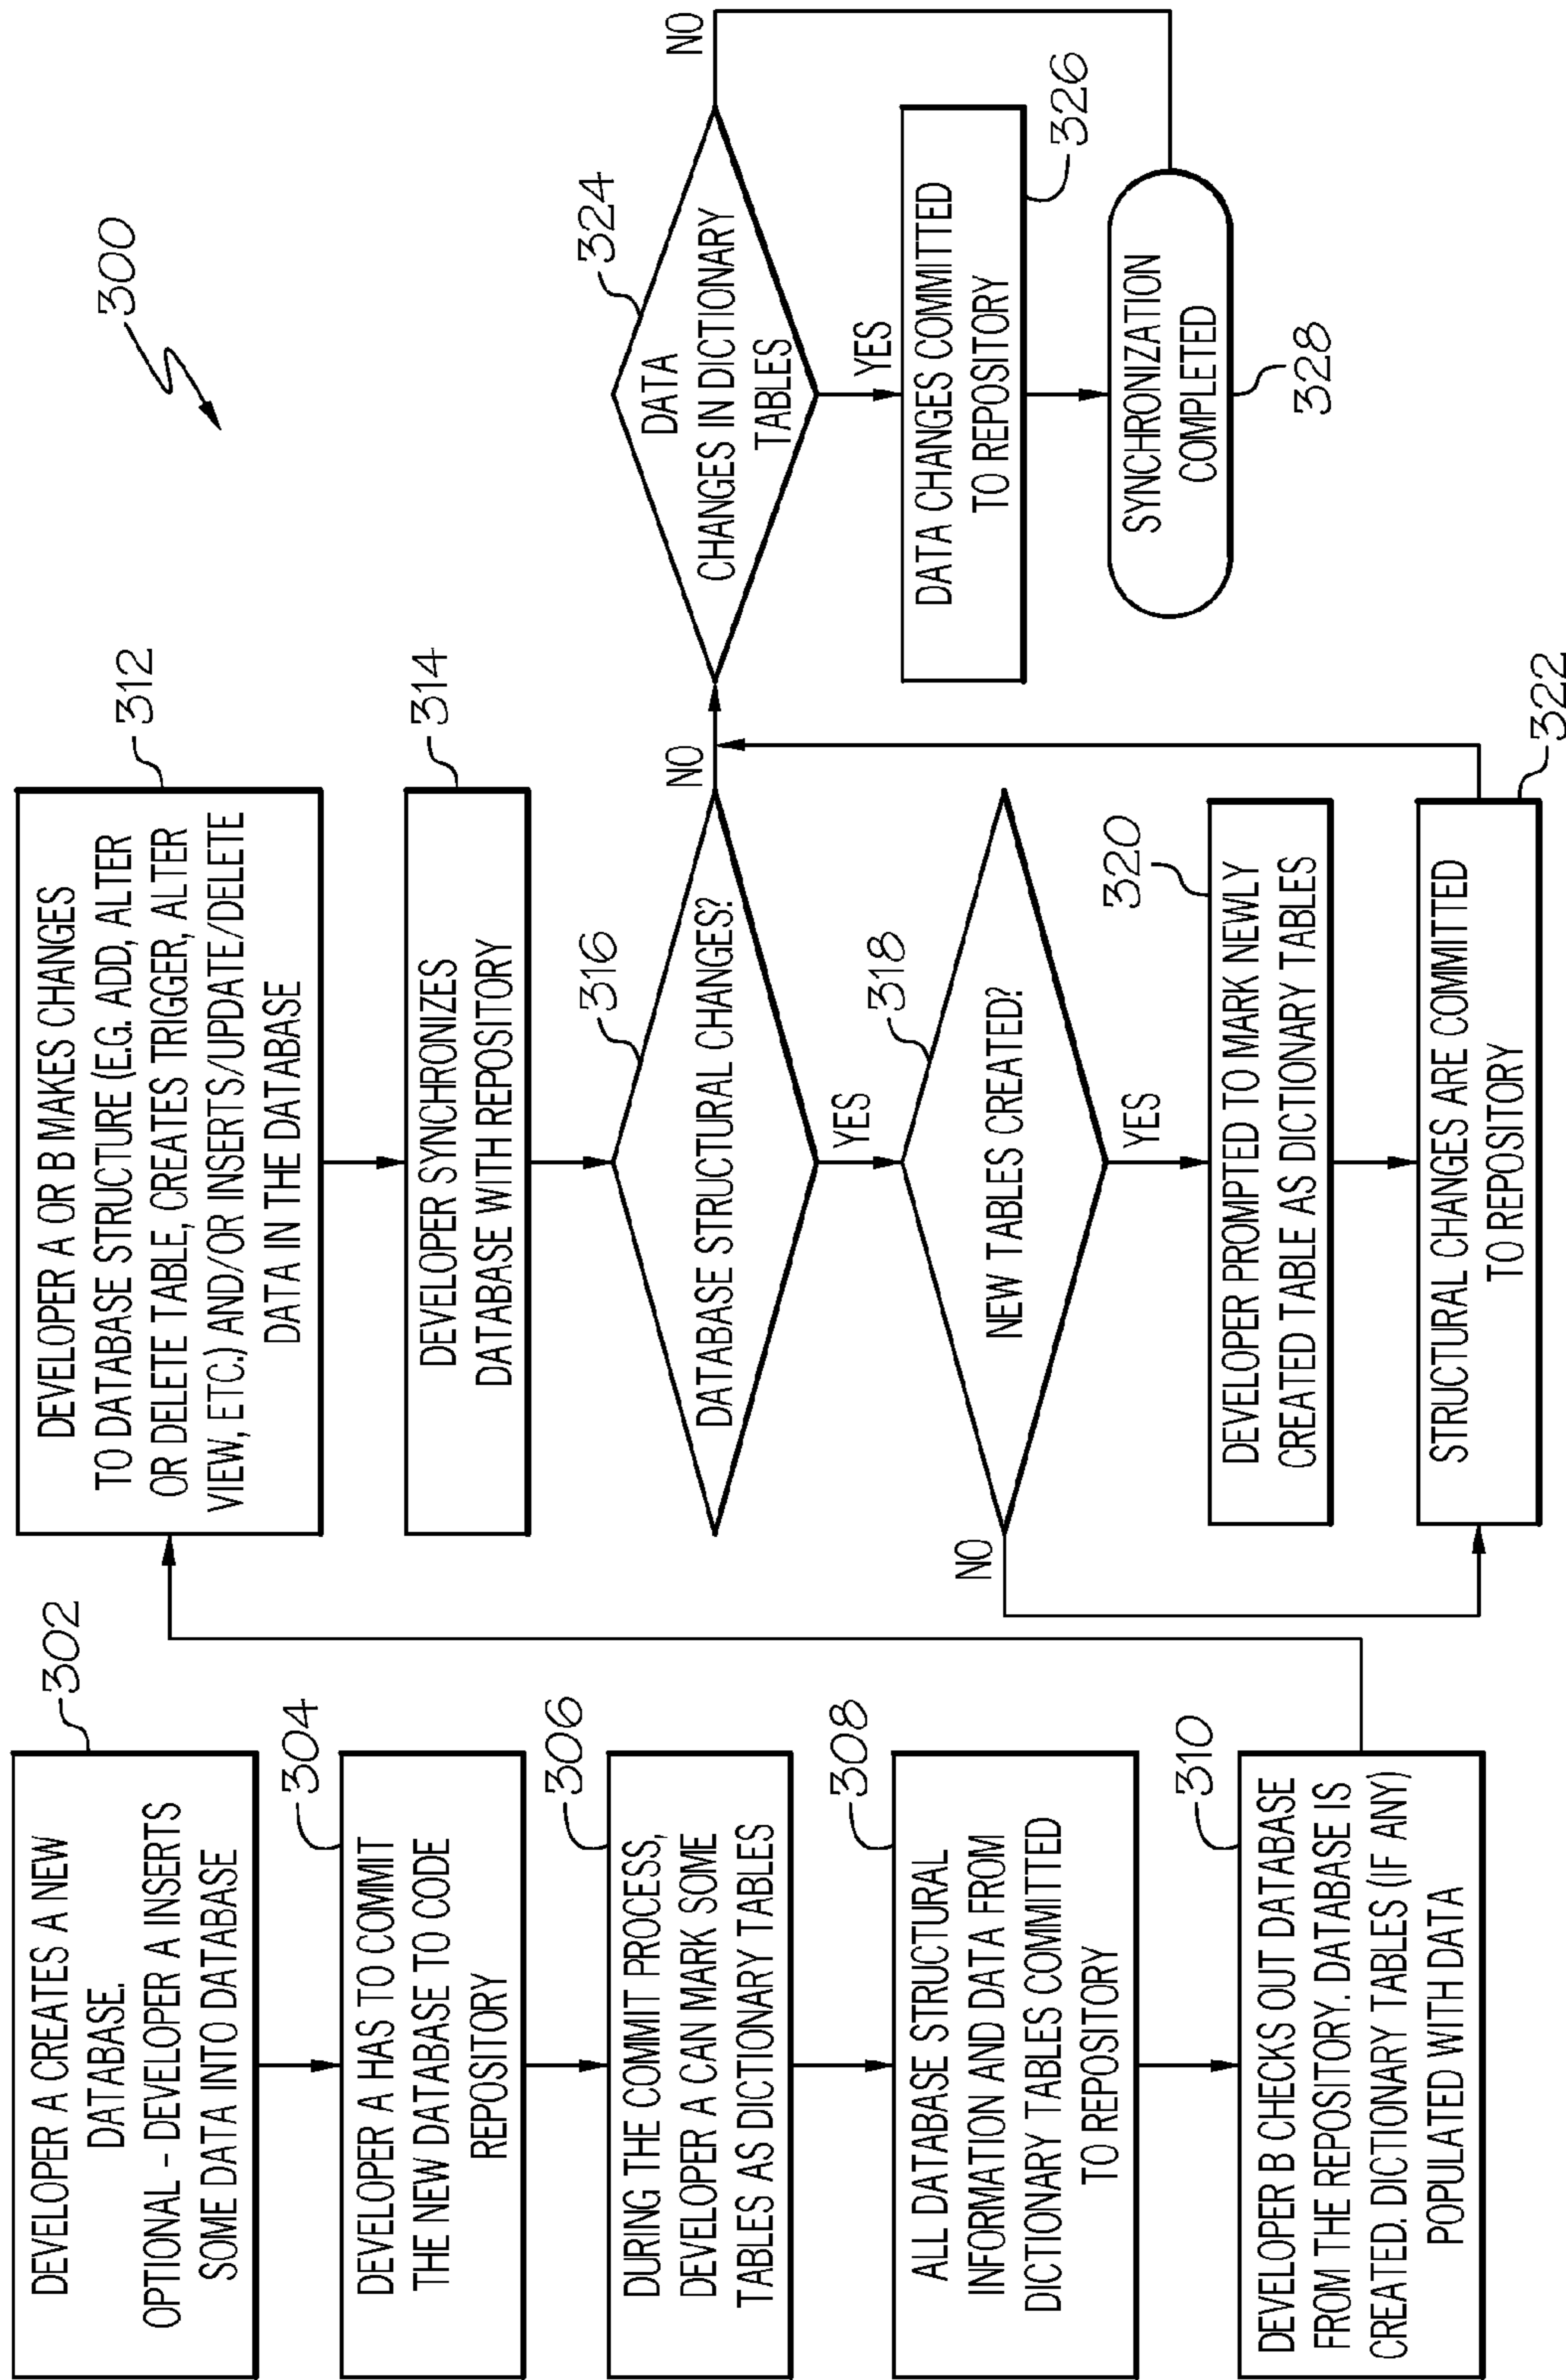 300
302
DEVELOPER A CREATES A NEW
DATABASE.
OPTIONAL - DEVELOPER A INSERTS
SOME DATA INTO DATABASE
304
DEVELOPER A HAS TO COMMIT
THE NEW DATABASE TO CODE
REPOSITORY
306
DURING THE COMMIT PROCESS,
DEVELOPER A CAN MARK SOME
TABLES AS DICTIONARY TABLES
308
ALL DATABASE STRUCTURAL
INFORMATION AND DATA FROM
DICTIONARY TABLES COMMITTED
TO REPOSITORY
310
DEVELOPER B CHECKS OUT DATABASE
FROM THE REPOSITORY. DATABASE IS
CREATED. DICTIONARY TABLES (IF ANY)
POPULATED WITH DATA
312
DEVELOPER A OR B MAKES CHANGES
TO DATABASE STRUCTURE (E.G. ADD, ALTER
OR DELETE TABLE, CREATES TRIGGER, ALTER
VIEW, ETC.) AND/OR INSERTS/UPDATE/DELETE
DATA IN THE DATABASE
314
DEVELOPER SYNCHRONIZES
DATABASE WITH REPOSITORY
316
DATABASE STRUCTURAL CHANGES?
NO
YES
318
NEW TABLES CREATED?
NO
YES
320
DEVELOPER PROMPTED TO MARK NEWLY
CREATED TABLE AS DICTIONARY TABLES
322
STRUCTURAL CHANGES ARE COMMITTED
TO REPOSITORY
324
DATA
CHANGES IN DICTIONARY
TABLES
NO
YES
326
DATA CHANGES COMMITTED
TO REPOSITORY
SYNCHRONIZATION
COMPLETED
328